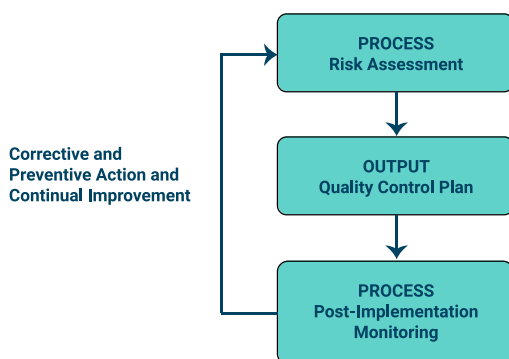 PROCESS
Risk Assessment
Corrective and
Preventive Action and
Continual Improvement
OUTPUT
Quality Control Plan
PROCESS
Post-Implementation
Monitoring